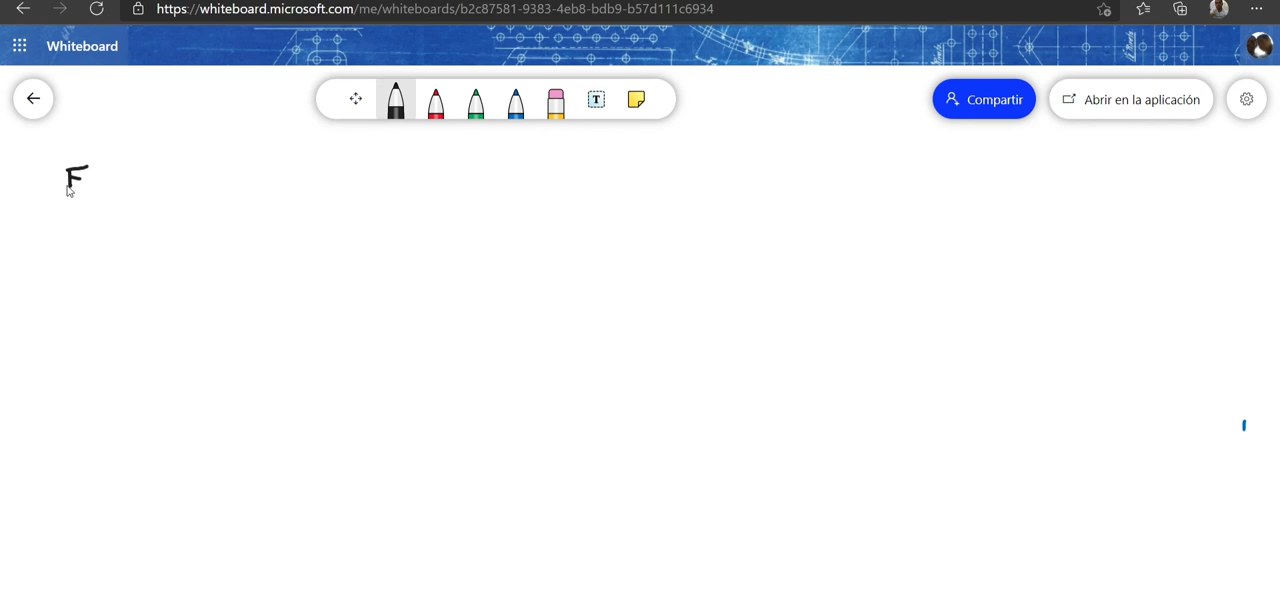 https://whiteboard.microsoft.com/me/whiteboards/b2c87581-9383-4eb8-bdb9-b57d111c6934
Whiteboard
T
Compartir
Abrir en la aplicación
F